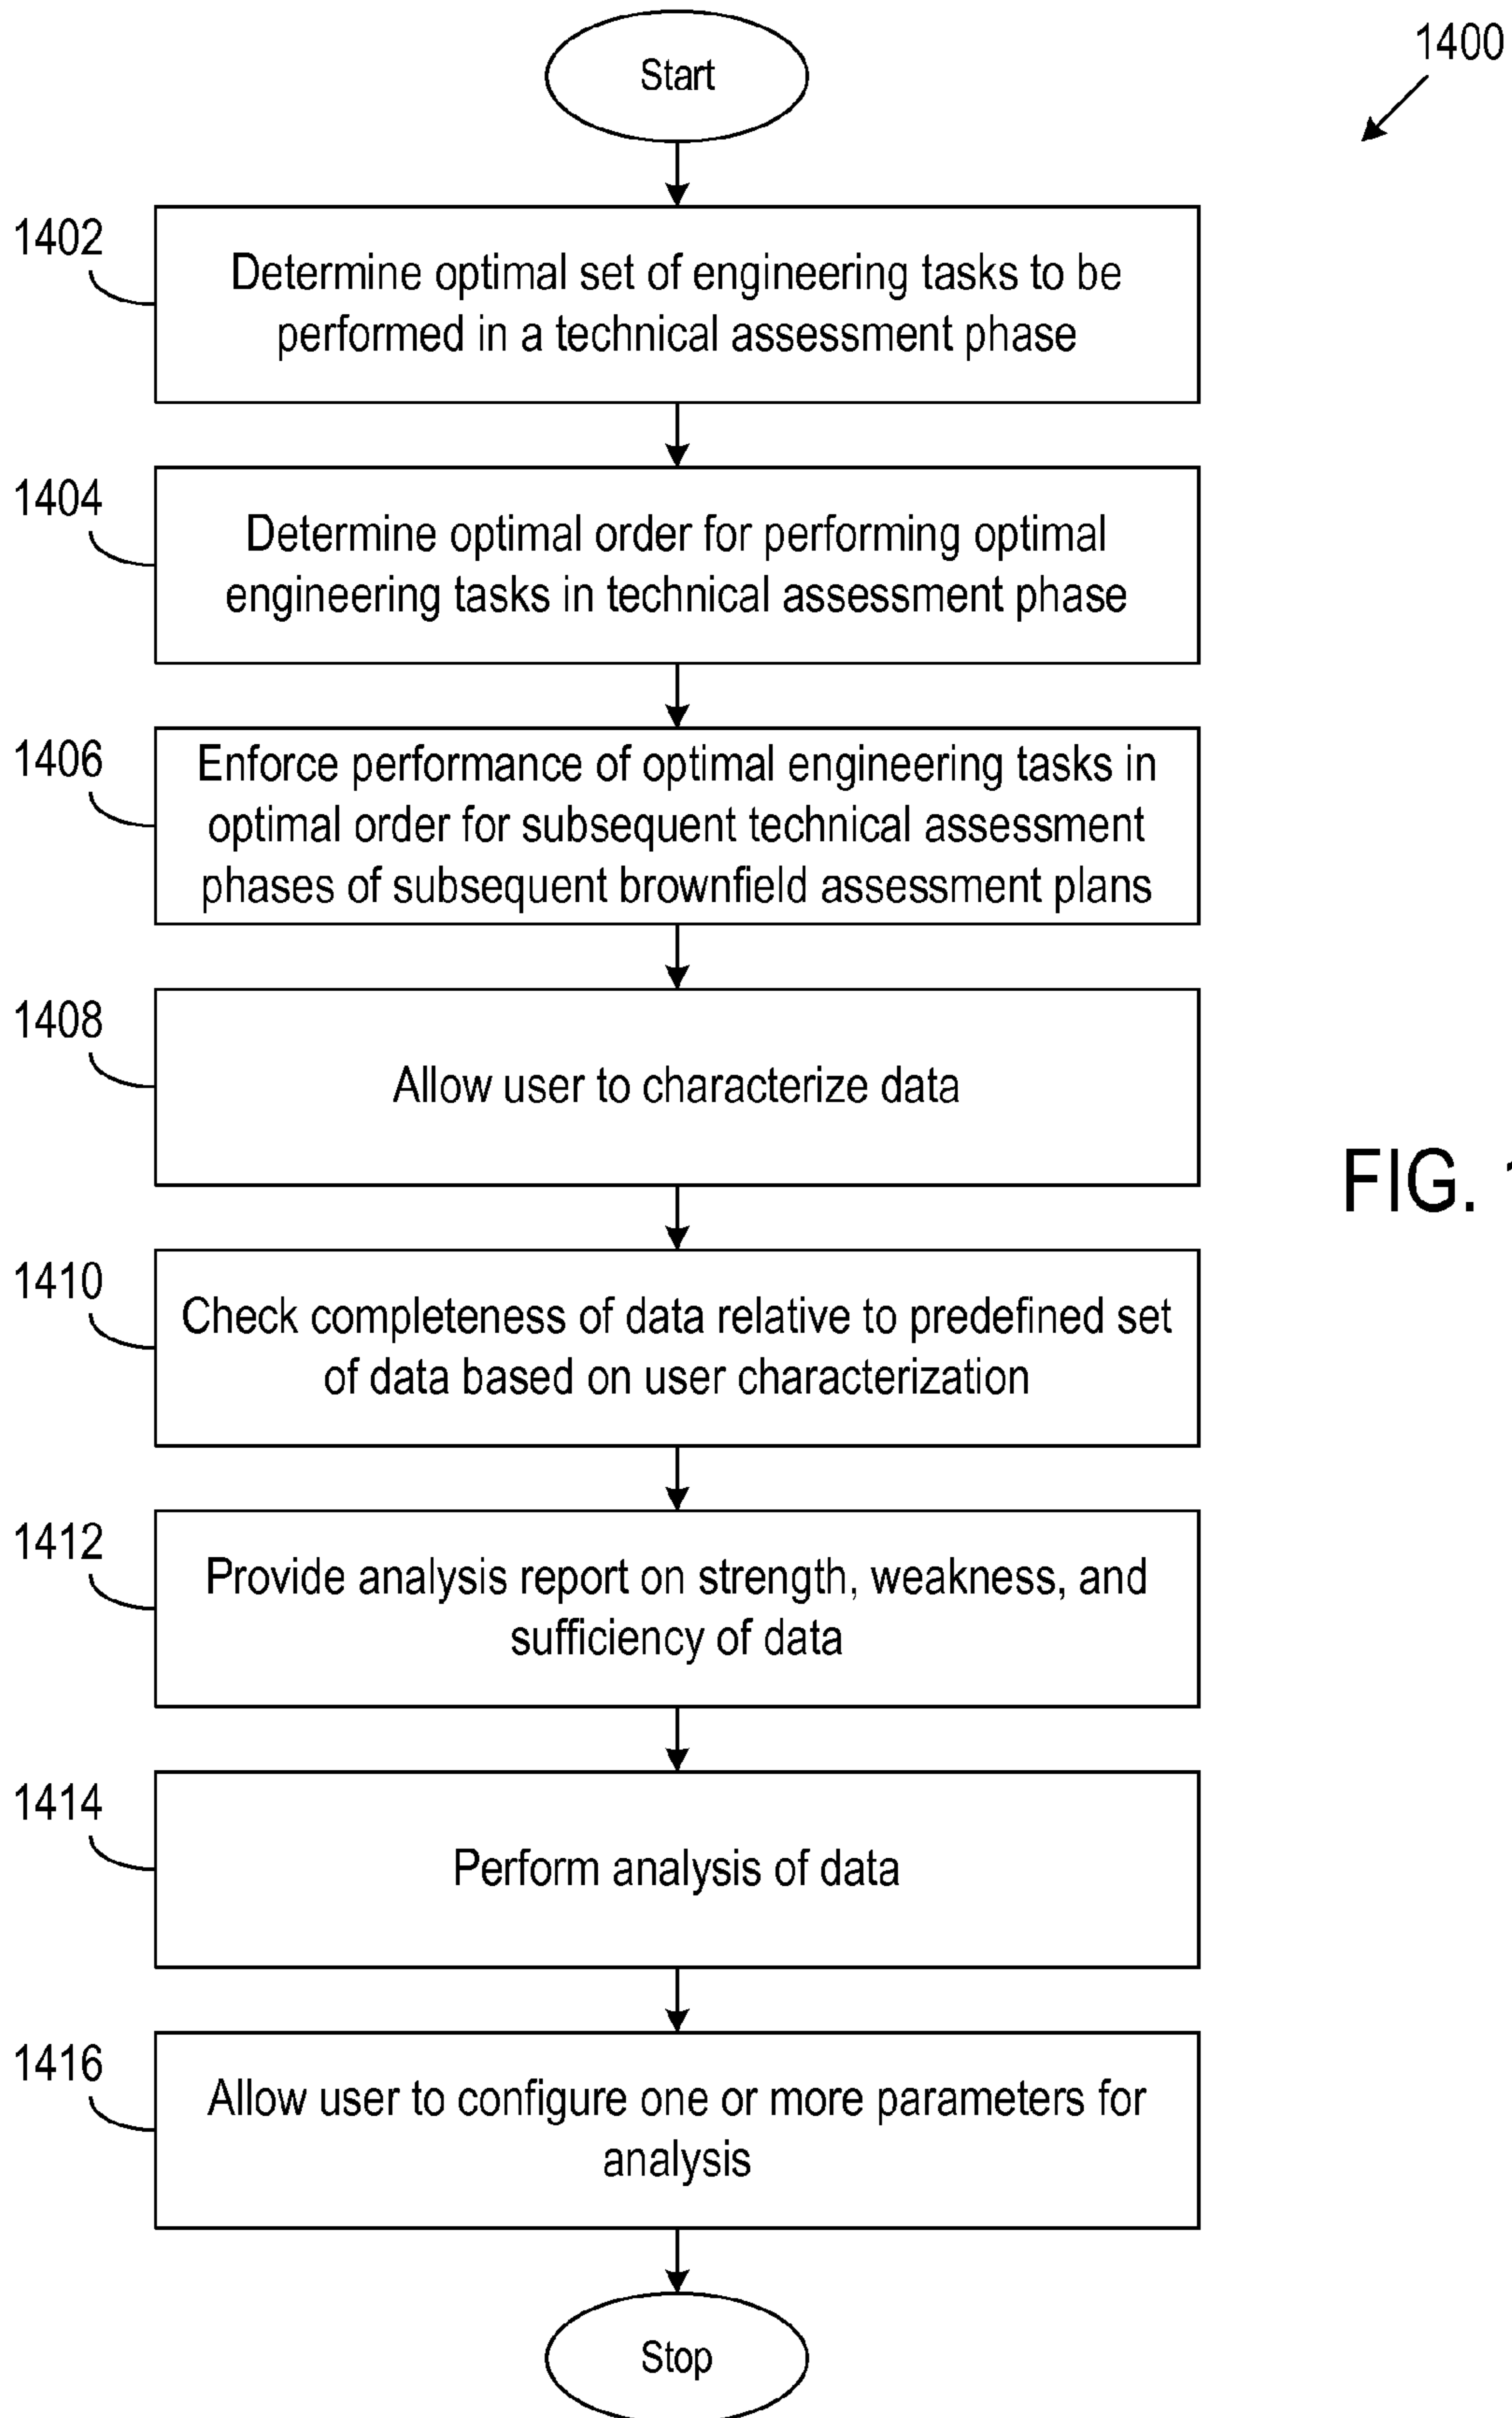 Start
1400
1402
Determine optimal set of engineering tasks to be
performed in a technical assessment phase
1404
Determine optimal order for performing optimal
engineering tasks in technical assessment phase
1406
Enforce performance of optimal engineering tasks in
optimal order for subsequent technical assessment
phases of subsequent brownfield assessment plans
1408
Allow user to characterize data
FIG.
1410
Check completeness of data relative to predefined set
of data based on user characterization
1412
Provide analysis report on strength, weakness, and
sufficiency of data
1414
Perform analysis of data
1416
Allow user to configure one or more parameters for
analysis
Stop